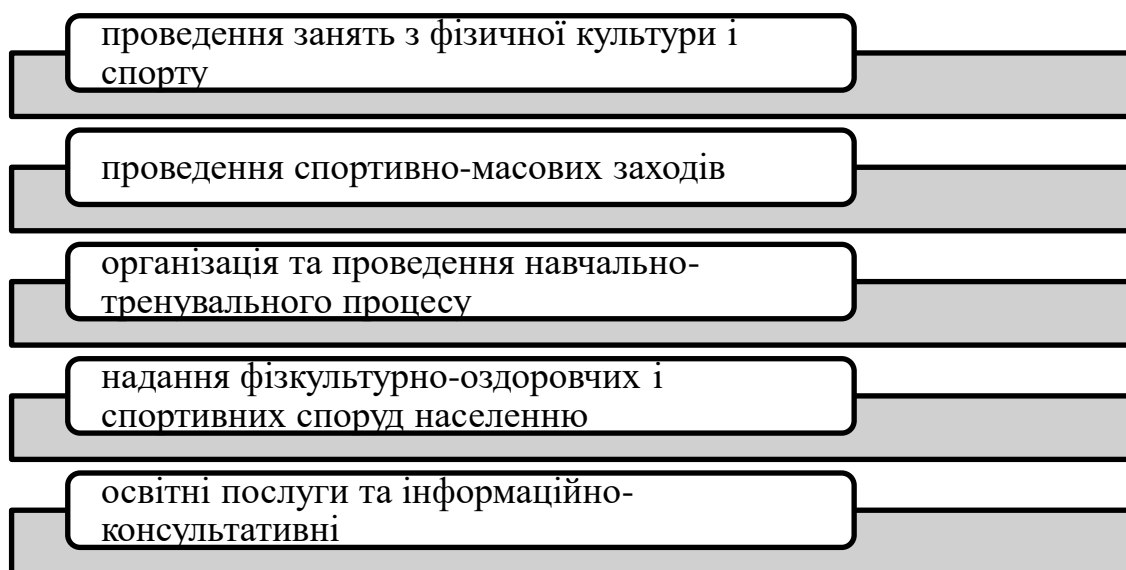 проведення занять з фізичної культури і
спорту
проведення спортивно-масових заходів
організація та проведення навчально-
тренувального процесу
надання фізкультурно-оздоровчих і
спортивних споруд населенню
освітні послуги та інформаційно-
консультативні